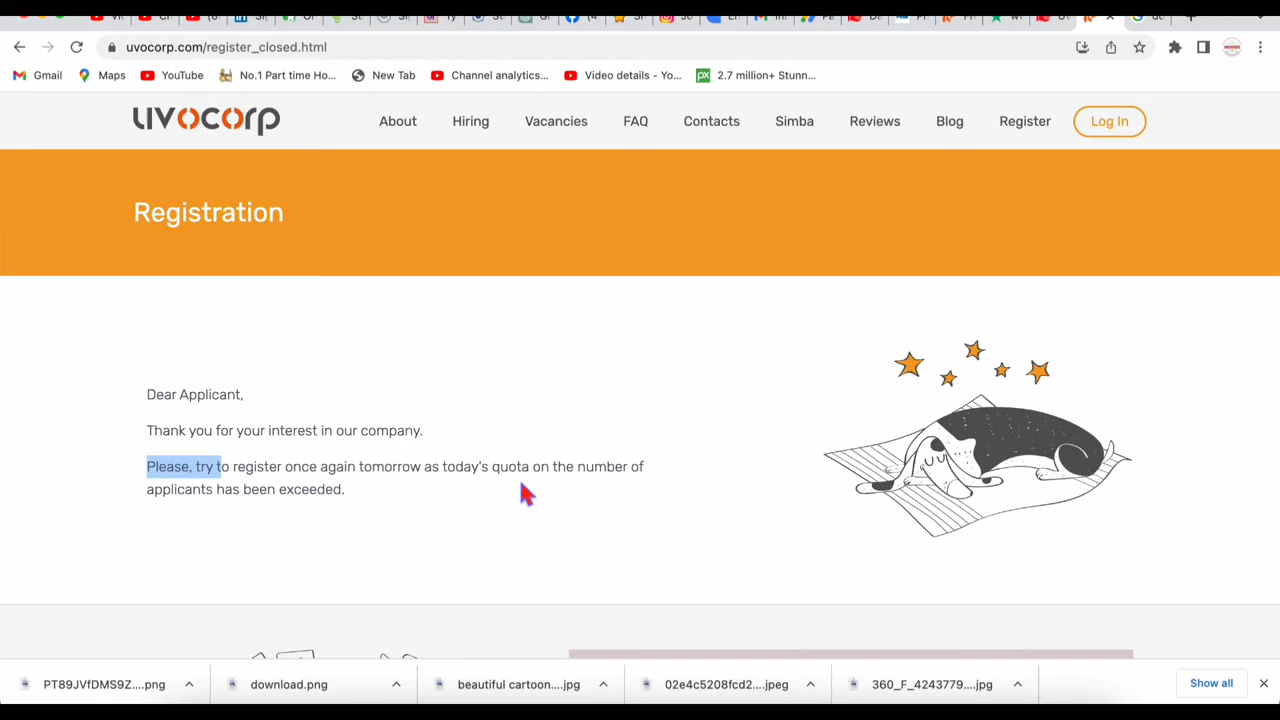 uvocorp.com/register_closed.html
Gmail Maps YouTube No.1 Part time Ho... New Tab Channel analytics... Video details - Yo... 2.7 million+ Stunn...
uvocorp About Hiring Vacancies FAQ Contacts Simba Reviews Blog Register Log In
Registration
Dear Applicant,
Thank you for your interest in our company.
Please, try to register once again tomorrow as today's quota on the number of
applicants has been exceeded.
PT89JVfDMS9Z....png download.png beautiful cartoon....jpg 02e4c5208fcd2....jpeg 360_F_4243779....jpg Show all